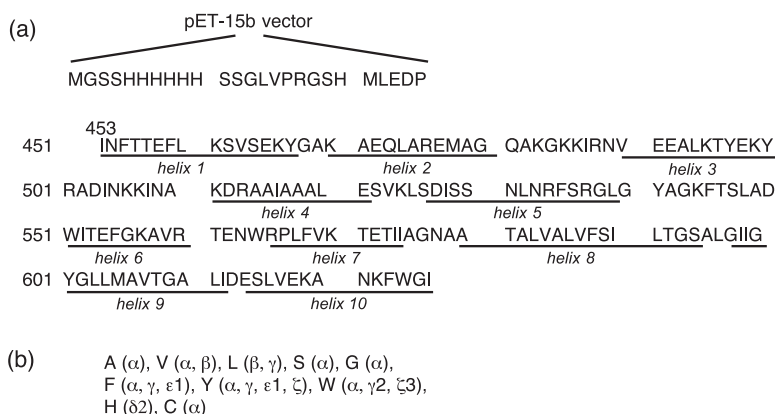 (a)
pET-15b vector
MGSSHHHHHH SSGLVPRGSH MLEDP
453
451 INFTTEFL KSVSEKYGAK AEQLAREMAG QAKGKKIRNV EEALKTYEKY
helix 1 helix 2 helix 3
501 RADINKKINA KDRAAIAAAL ESVKLSDISS NLNRFSRGLG YAGKFTSLAD
helix 4 helix 5
551 WITEFGKAVR TENWRPLFVK TETIIAGNAA TALVALVFSI LTGSALGIIG
helix 6 helix 7 helix 8
601 YGLLMAVTGA LIDESLVEKA NKFWGI
helix 9 helix 10
(b)
A (α), V (α, β), L (β, γ), S (α), G (α),
F (α, γ, ε1), Y (α, γ, ε1, ζ), W (α, γ2, ζ3),
H (δ2), C (α)